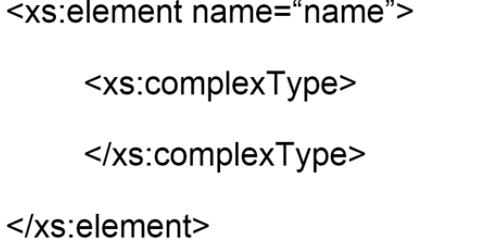 <xs:element name=“name”>
<xs:complexType>
</xs:complexType>
</xs:element>